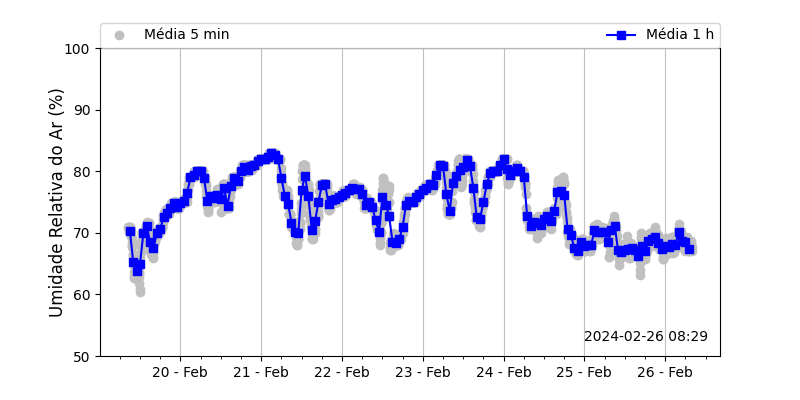 Média 5 min
Média 1 h
Umidade Relativa do Ar (%)
100
90
80
70
60
50
2024-02-26 08:29
20 - Feb
21 - Feb
22 - Feb
23 - Feb
24 - Feb
25 - Feb
26 - Feb